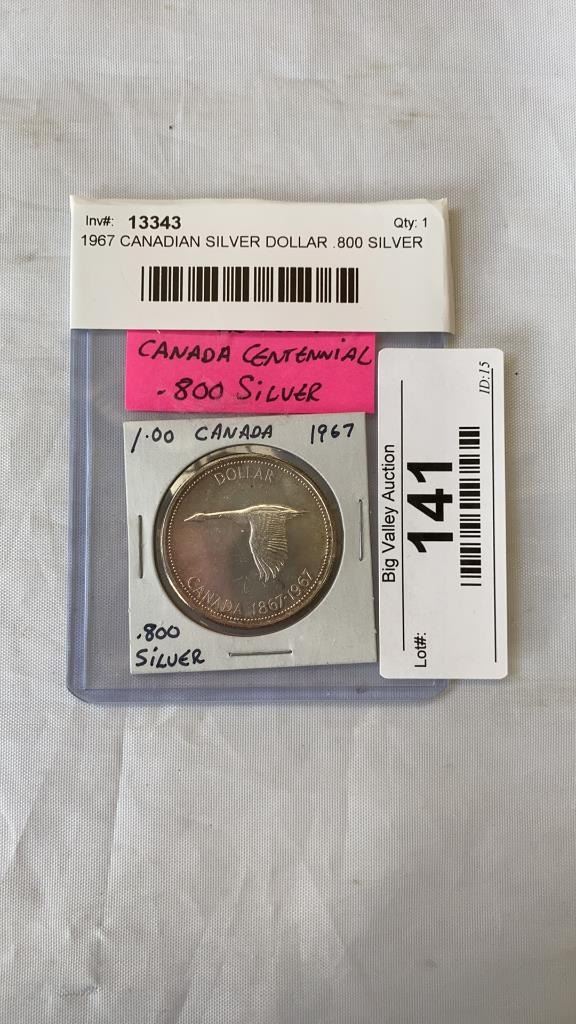 Inv#: 13343 Qty: 1
1967 CANADIAN SILVER DOLLAR .800 SILVER
CANADA CENTENNIAL
.800 SILVER
1.00 CANADA 1967
DOLLAR
CANADA 1867-1967
.800
SILVER
Lot#: 141
Big Valley Auction
ID:15